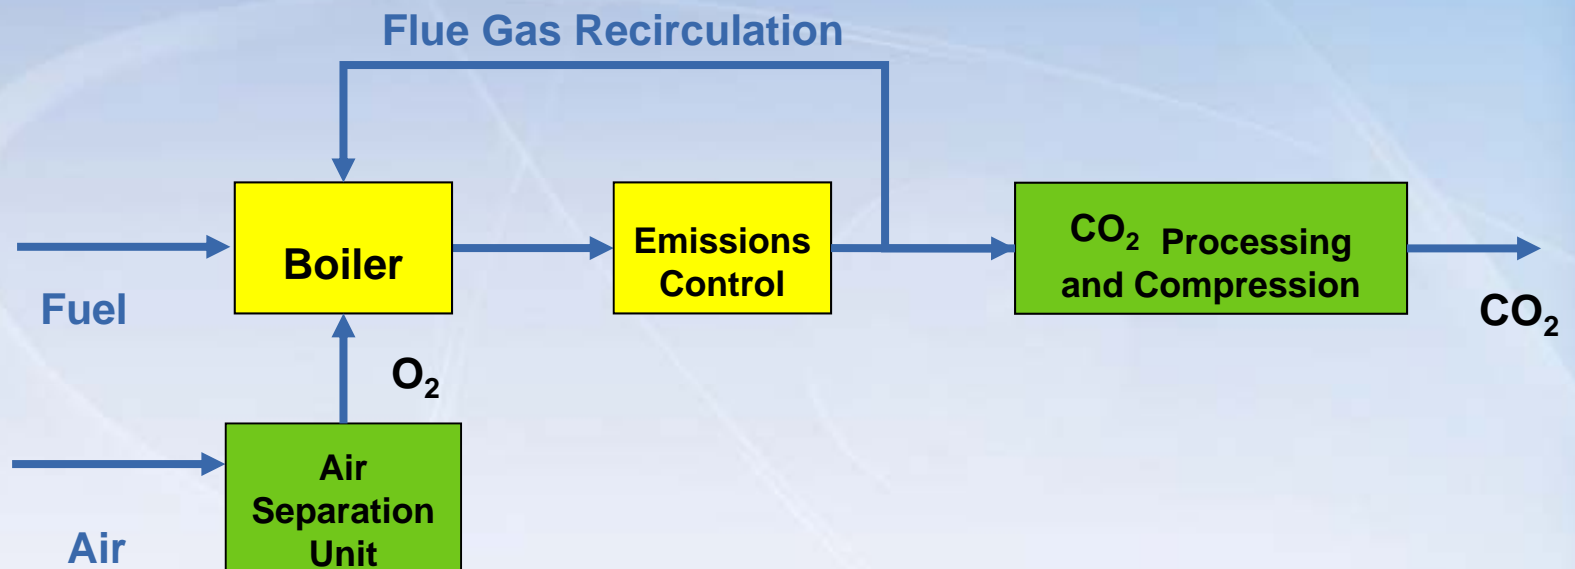 Flue Gas Recirculation
Boiler
Emissions
Control
CO₂ Processing
and Compression
Fuel
CO₂
O₂
Air
Separation
Unit
Air